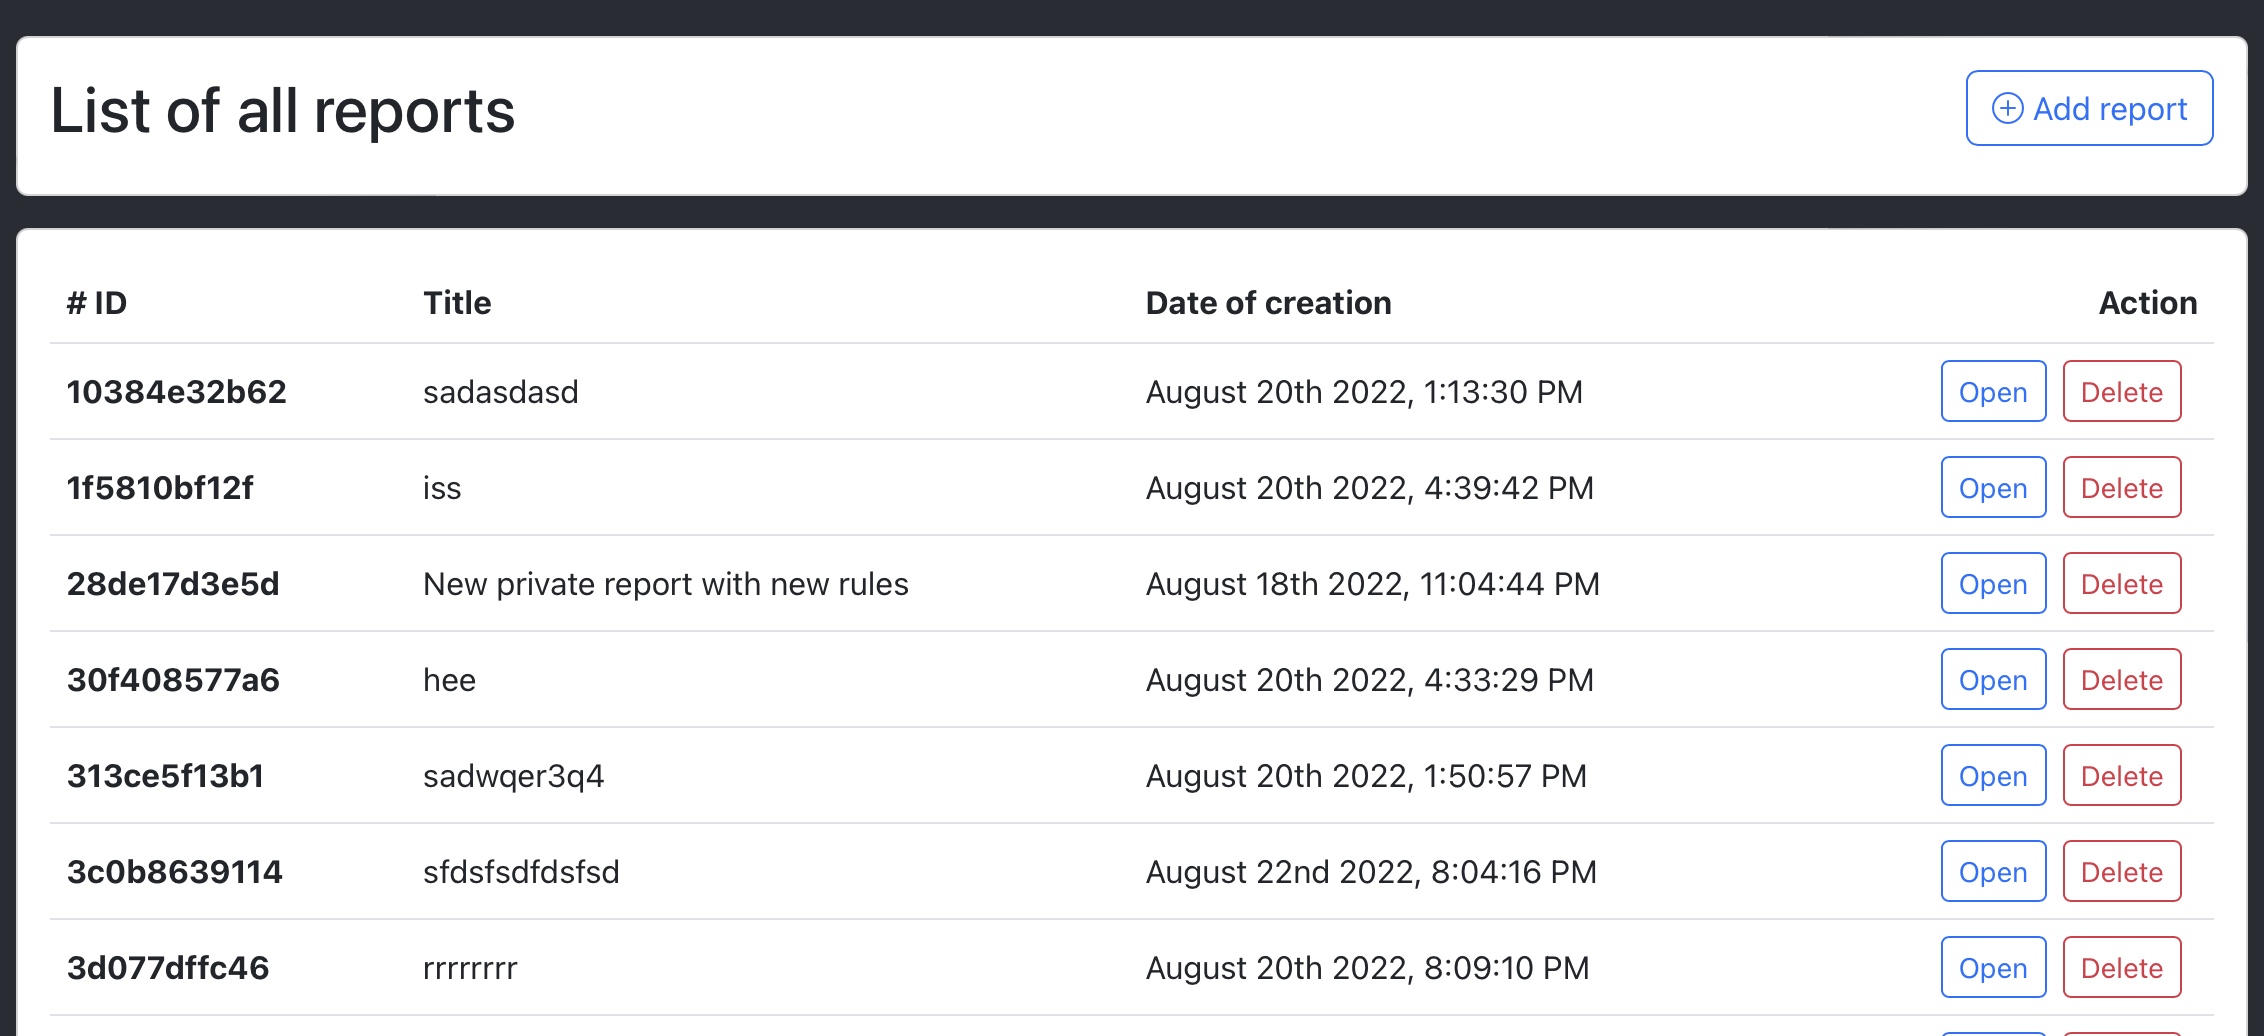 List of all reports
Add report
# ID Title Date of creation Action
10384e32b62 sadasdasd August 20th 2022, 1:13:30 PM Open Delete
1f5810bf12f iss August 20th 2022, 4:39:42 PM Open Delete
28de17d3e5d New private report with new rules August 18th 2022, 11:04:44 PM Open Delete
30f408577a6 hee August 20th 2022, 4:33:29 PM Open Delete
313ce5f13b1 sadwqer3q4 August 20th 2022, 1:50:57 PM Open Delete
3c0b8639114 sfdsfsdfdsfsd August 22nd 2022, 8:04:16 PM Open Delete
3d077dffc46 rrrrrrrr August 20th 2022, 8:09:10 PM Open Delete